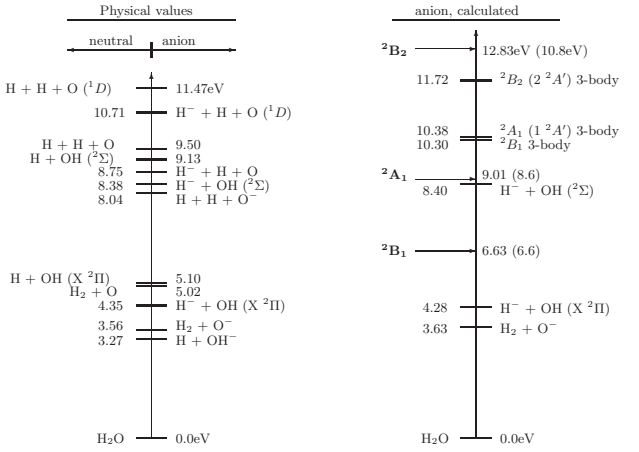 Physical values
neutral anion
H + H + O (¹D) 11.47eV
10.71 H⁻ + H + O (¹D)
H + H + O 9.50
H + OH (²Σ) 9.13
8.75 H⁻ + H + O
8.38 H⁻ + OH (²Σ)
8.04 H + H + O⁻
H + OH (X ²Π) 5.10
H₂ + O 5.02
4.35 H⁻ + OH (X ²Π)
3.56 H₂ + O⁻
3.27 H + OH⁻
H₂O 0.0eV
anion, calculated
²B₂ 12.83eV (10.8eV)
11.72 ²B₂ (2 ²A′) 3-body
10.38 ²A₁ (1 ²A′) 3-body
10.30 ²B₁ 3-body
²A₁ 9.01 (8.6)
8.40 H⁻ + OH (²Σ)
²B₁ 6.63 (6.6)
4.28 H⁻ + OH (X ²Π)
3.63 H₂ + O⁻
H₂O 0.0eV